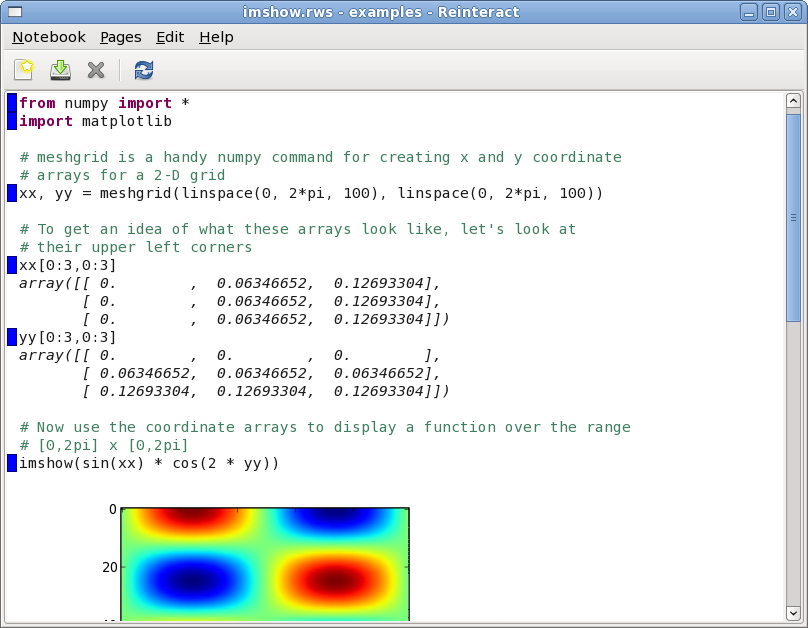 imshow.rws - examples - Reinteract
Notebook Pages Edit Help
from numpy import *
import matplotlib
# meshgrid is a handy numpy command for creating x and y coordinate
# arrays for a 2-D grid
xx, yy = meshgrid(linspace(0, 2*pi, 100), linspace(0, 2*pi, 100))
# To get an idea of what these arrays look like, let's look at
# their upper left corners
xx[0:3,0:3]
array([[ 0.        ,  0.06346652,  0.12693304],
       [ 0.        ,  0.06346652,  0.12693304],
       [ 0.        ,  0.06346652,  0.12693304]])
yy[0:3,0:3]
array([[ 0.        ,  0.        ,  0.        ],
       [ 0.06346652,  0.06346652,  0.06346652],
       [ 0.12693304,  0.12693304,  0.12693304]])
# Now use the coordinate arrays to display a function over the range
# [0,2pi] x [0,2pi]
imshow(sin(xx) * cos(2 * yy))
0
20